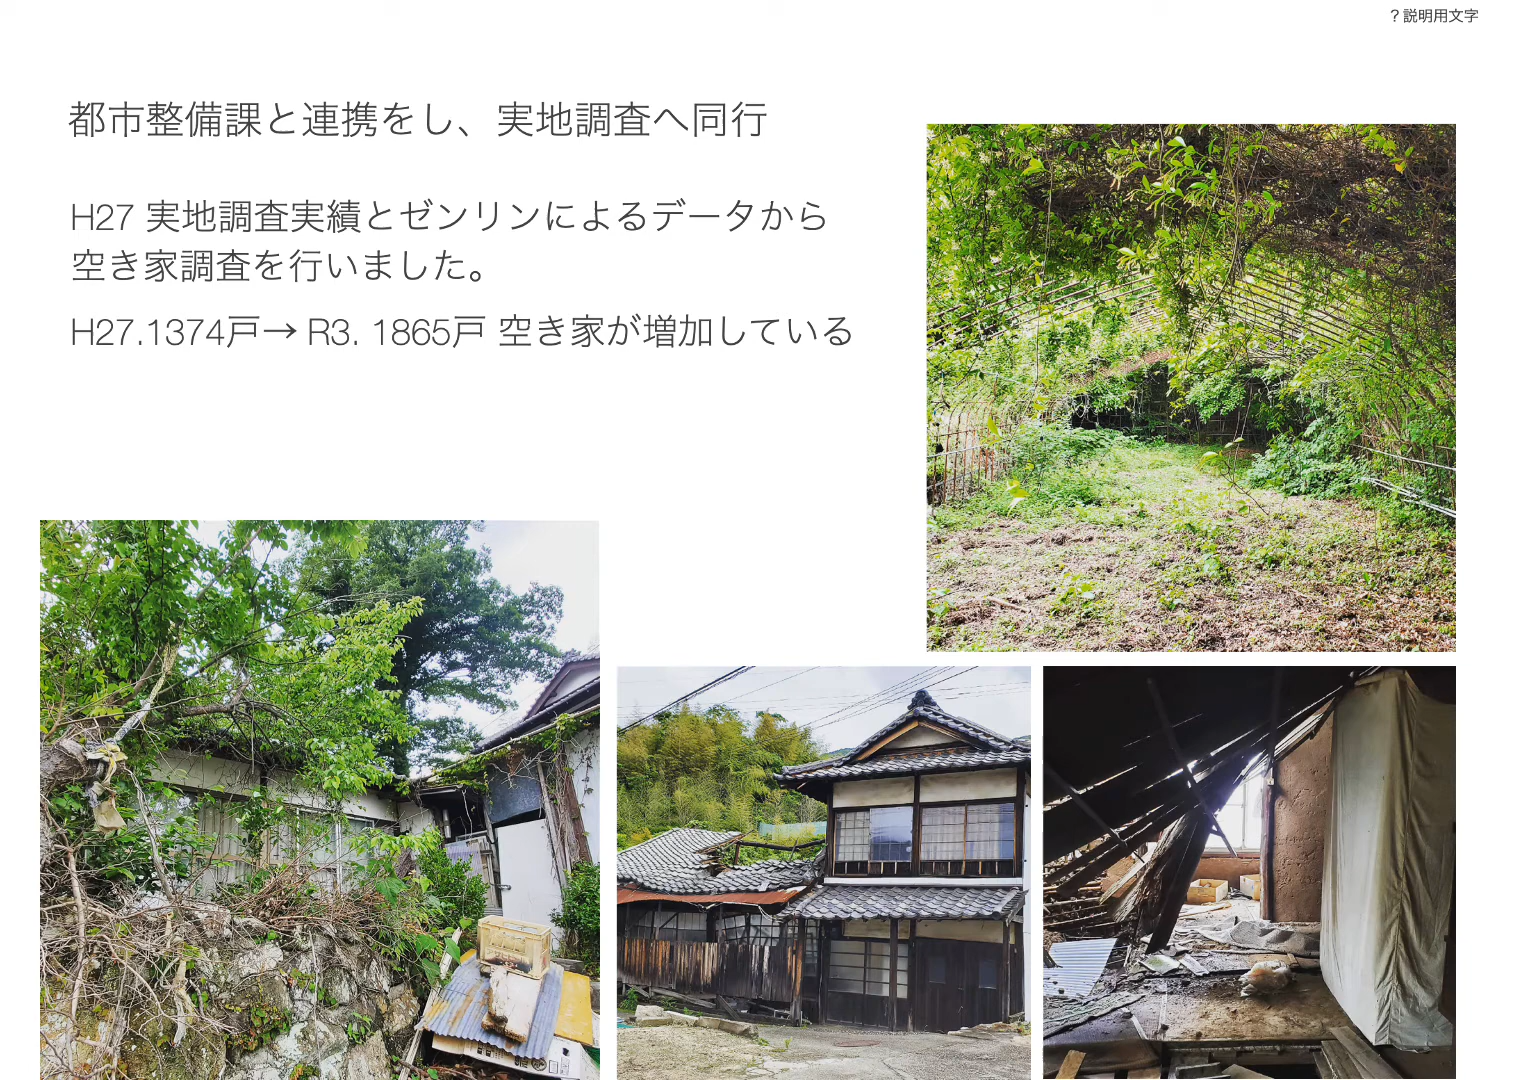 ？説明用文字
都市整備課と連携をし、実地調査へ同行
H27 実地調査実績とゼンリンによるデータから
空き家調査を行いました。
H27.1374戸→ R3. 1865戸 空き家が増加している